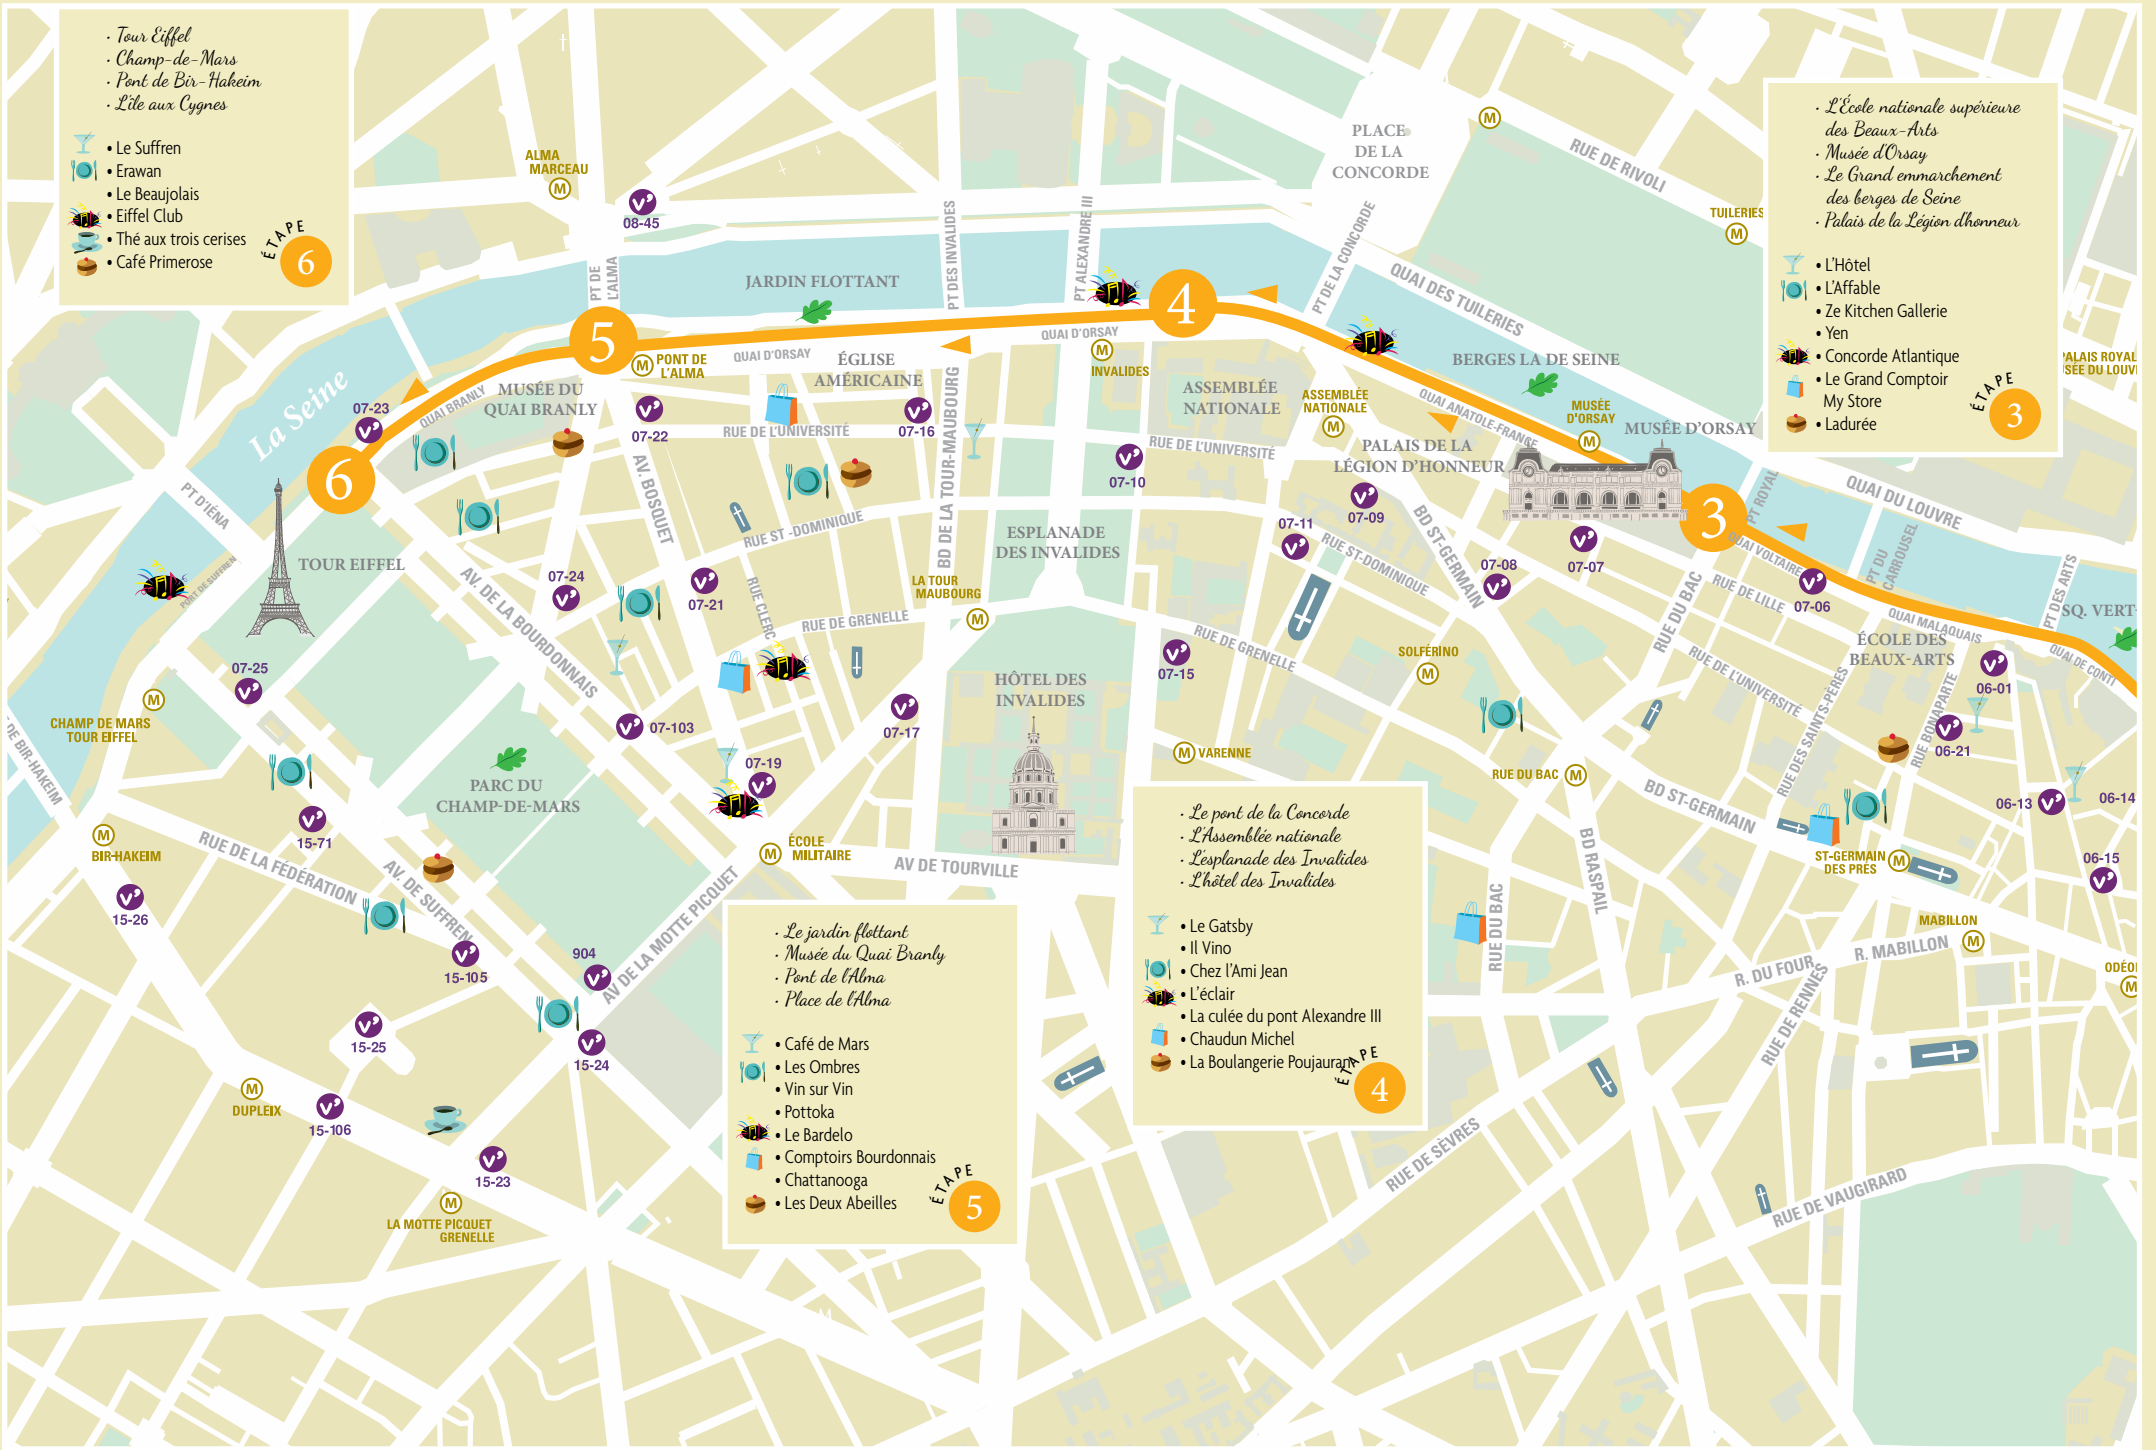 · Tour Eiffel
· Champ-de-Mars
· Pont de Bir-Hakeim
· L'île aux Cygnes
• Le Suffren
• Erawan
• Le Beaujolais
• Eiffel Club
• Thé aux trois cerises
• Café Primerose
ÉTAPE
6
· L'École nationale supérieure
des Beaux-Arts
· Musée d'Orsay
· Le Grand emmarchement
des berges de Seine
· Palais de la Légion d'honneur
• L'Hôtel
• L'Affable
• Ze Kitchen Gallerie
• Yen
• Concorde Atlantique
• Le Grand Comptoir
My Store
• Ladurée
ÉTAPE
3
ALMA
MARCEAU
M
08-45
PT DE
L'ALMA
JARDIN FLOTTANT
PT DES INVALIDES
PT ALEXANDRE III
PLACE
DE LA
CONCORDE
M
RUE DE RIVOLI
TUILERIES
M
PT DE LA CONCORDE
QUAI DES TUILERIES
4
5
M
PONT DE
L'ALMA
QUAI D'ORSAY
ÉGLISE
AMÉRICAINE
QUAI D'ORSAY
M
INVALIDES
BERGES LA DE SEINE
PALAIS ROYAL
La Seine
QUAI BRANLY
MUSÉE DU
QUAI BRANLY
07-23
6
07-22
RUE DE L'UNIVERSITÉ
07-16
ASSEMBLÉE
NATIONALE
ASSEMBLÉE
NATIONALE
M
QUAI ANATOLE-FRANCE
MUSÉE
D'ORSAY
M
MUSÉE D'ORSAY
PALAIS DE LA
LÉGION D'HONNEUR
RUE DE L'UNIVERSITÉ
07-10
07-09
3
PT ROYAL
QUAI DU LOUVRE
PT D'IÉNA
AV. BOSQUET
RUE ST -DOMINIQUE
BD DE LA TOUR-MAUBOURG
ESPLANADE
DES INVALIDES
07-11
RUE ST-DOMINIQUE
BD ST-GERMAIN
07-08
07-07
QUAI VOLTAIRE
PT DU
CARROUSEL
PT DES ARTS
TOUR EIFFEL
PORT DE SUFFREN
AV. DE LA BOURDONNAIS
07-24
07-21
RUE CLERC
RUE DE GRENELLE
LA TOUR
MAUBOURG
M
RUE DE GRENELLE
RUE DU BAC
RUE DE LILLE
07-06
QUAI MALAQUAIS
SQ. VERT-
QUAI DE CONTI
ÉCOLE DES
BEAUX-ARTS
06-01
07-25
M
CHAMP DE MARS
TOUR EIFFEL
DE BIR-HAKEIM
07-103
07-17
HÔTEL DES
INVALIDES
07-15
SOLFÉRINO
M
RUE DE L'UNIVERSITÉ
RUE DES SAINTS-PÈRES
RUE BONAPARTE
06-21
M
VARENNE
RUE DU BAC
M
PARC DU
CHAMP-DE-MARS
07-19
BD ST-GERMAIN
06-13
06-14
M
BIR-HAKEIM
15-71
RUE DE LA FÉDÉRATION
AV. DE SUFFREN
M
ÉCOLE
MILITAIRE
AV DE TOURVILLE
BD RASPAIL
ST-GERMAIN
DES PRÉS
M
06-15
15-26
15-105
904
AV DE LA MOTTE PICQUET
RUE DU BAC
MABILLON
M
R. DU FOUR
R. MABILLON
RUE DE RENNES
M
15-25
15-24
M
DUPLEIX
15-106
15-23
M
LA MOTTE PICQUET
GRENELLE
RUE DE SÈVRES
RUE DE VAUGIRARD
· Le jardin flottant
· Musée du Quai Branly
· Pont de l'Alma
· Place de l'Alma
• Café de Mars
• Les Ombres
• Vin sur Vin
• Pottoka
• Le Bardelo
• Comptoirs Bourdonnais
• Chattanooga
• Les Deux Abeilles
ÉTAPE
5
· Le pont de la Concorde
· L'Assemblée nationale
· L'esplanade des Invalides
· L'hôtel des Invalides
• Le Gatsby
• Il Vino
• Chez l'Ami Jean
• L'éclair
• La culée du pont Alexandre III
• Chaudun Michel
• La Boulangerie Poujauran
ÉTAPE
4